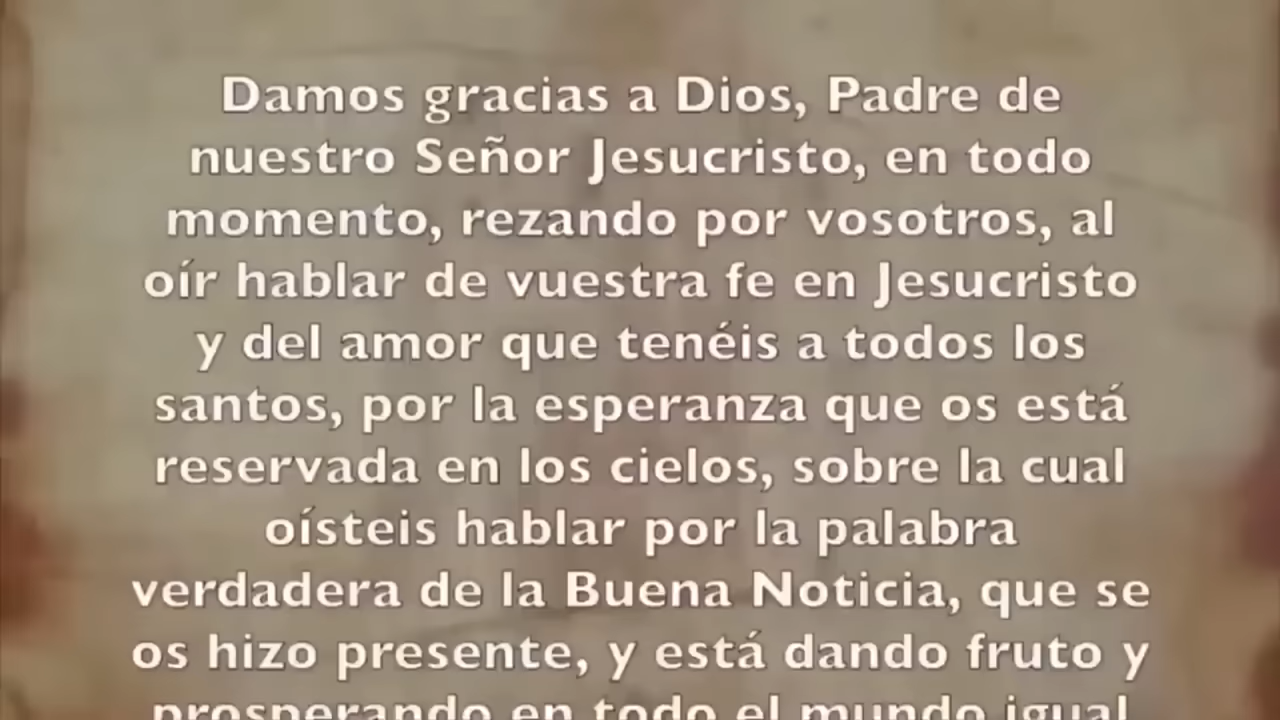 Damos gracias a Dios, Padre de
nuestro Señor Jesucristo, en todo
momento, rezando por vosotros, al
oír hablar de vuestra fe en Jesucristo
y del amor que tenéis a todos los
santos, por la esperanza que os está
reservada en los cielos, sobre la cual
oísteis hablar por la palabra
verdadera de la Buena Noticia, que se
os hizo presente, y está dando fruto y
prosperando en todo el mundo igual